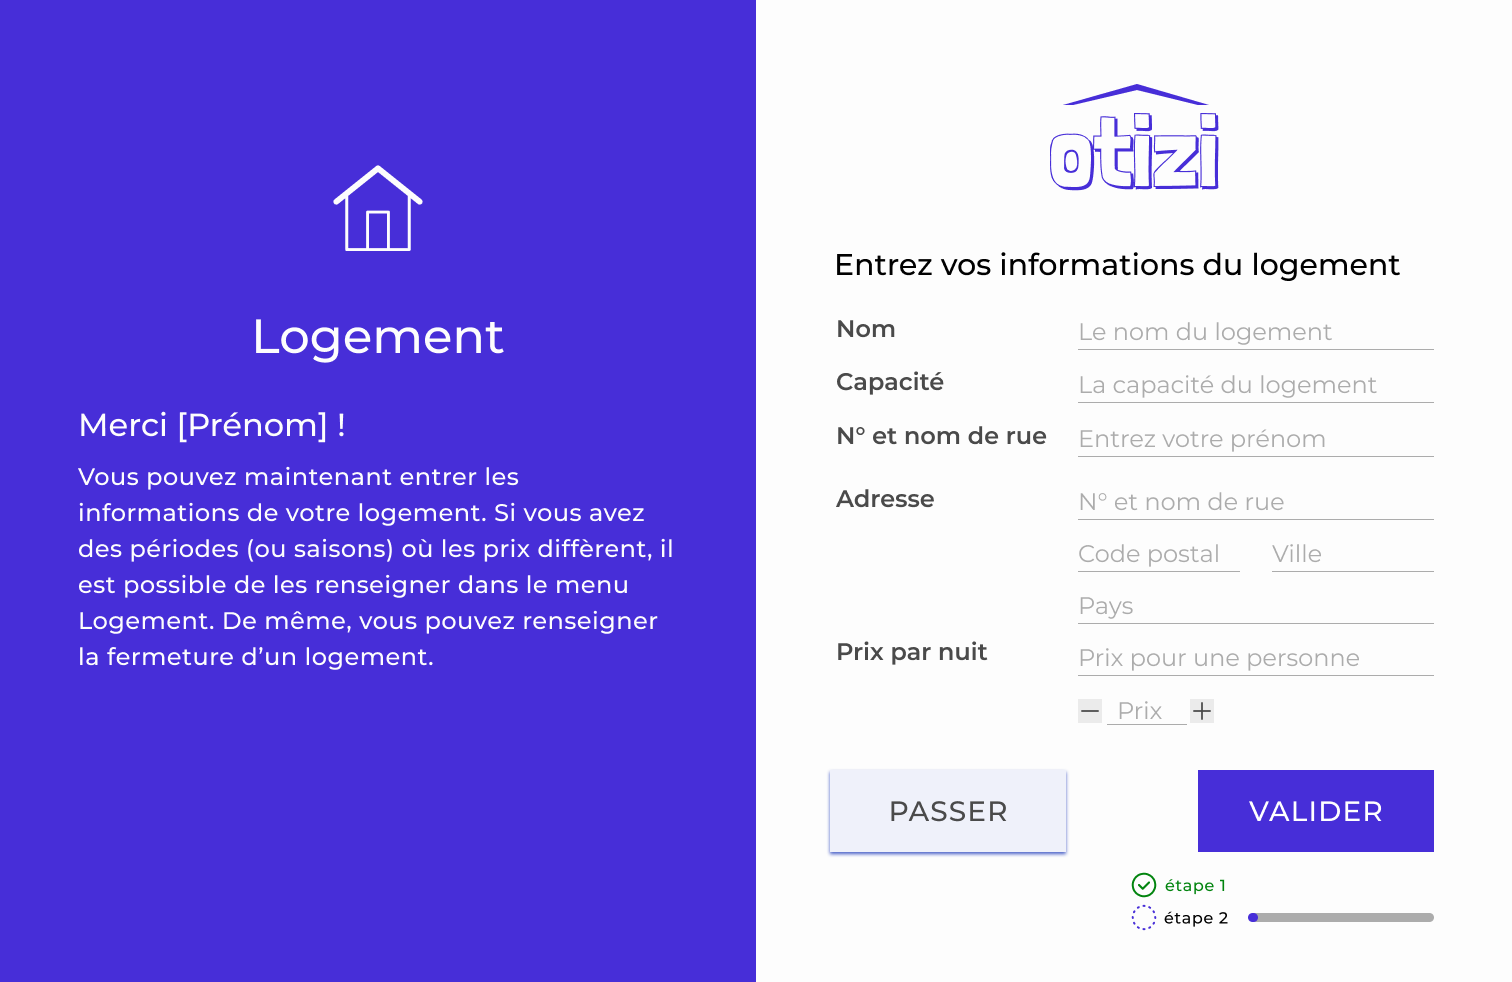 Logement
Merci [Prénom] !
Vous pouvez maintenant entrer les
informations de votre logement. Si vous avez
des périodes (ou saisons) où les prix diffèrent, il
est possible de les renseigner dans le menu
Logement. De même, vous pouvez renseigner
la fermeture d’un logement.
otizi
Entrez vos informations du logement
Nom Le nom du logement
Capacité La capacité du logement
N° et nom de rue Entrez votre prénom
Adresse N° et nom de rue
Code postal Ville
Pays
Prix par nuit Prix pour une personne
− Prix +
PASSER VALIDER
étape 1
étape 2